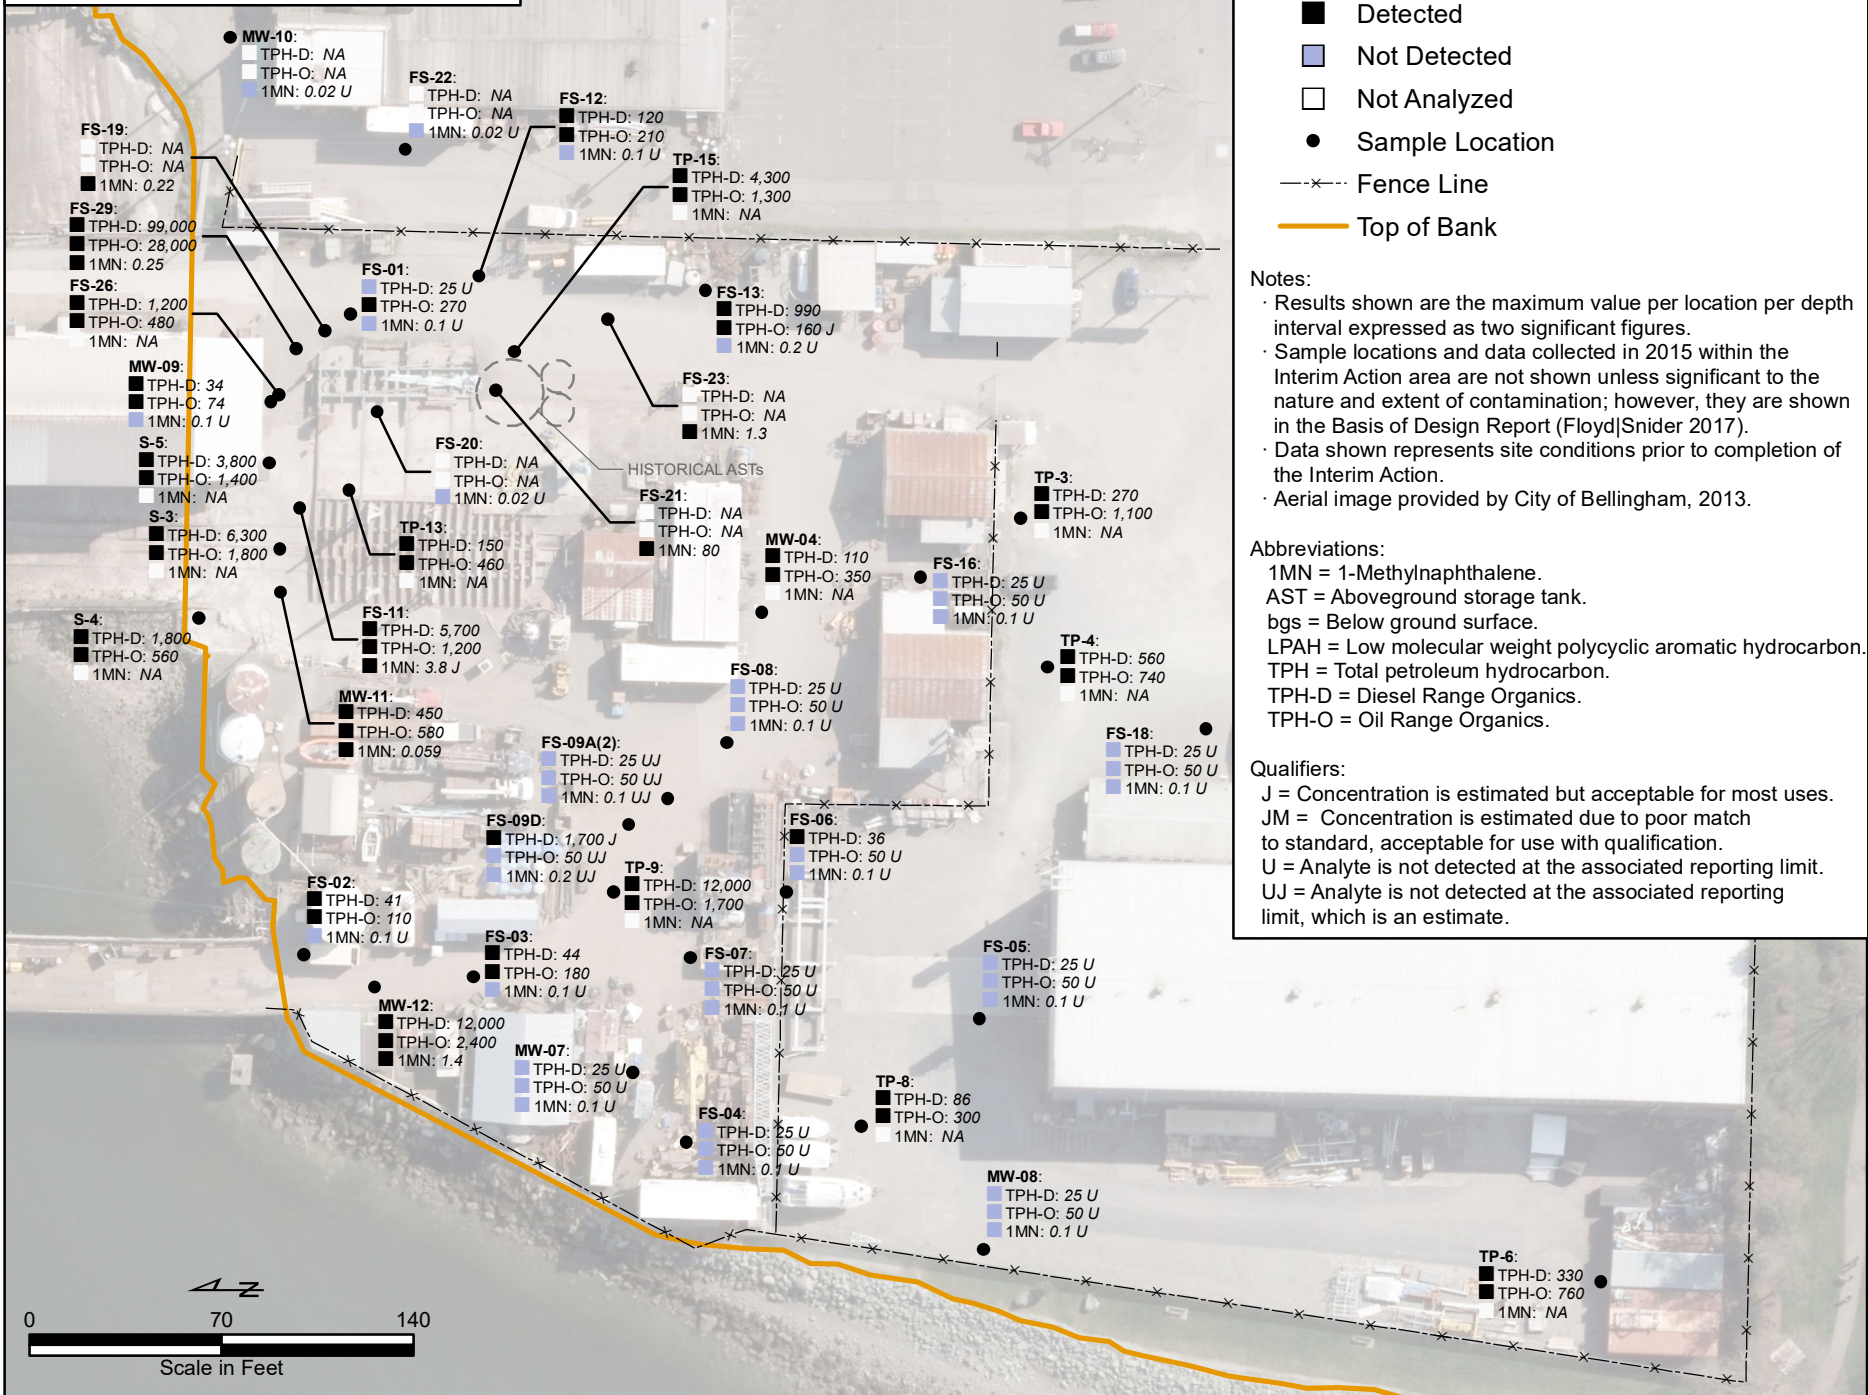 MW-10:
TPH-D: NA
TPH-O: NA
1MN: 0.02 U
FS-22:
TPH-D: NA
TPH-O: NA
1MN: 0.02 U
FS-12:
TPH-D: 120
TPH-O: 210
1MN: 0.1 U
FS-19:
TPH-D: NA
TPH-O: NA
1MN: 0.22
TP-15:
TPH-D: 4,300
TPH-O: 1,300
1MN: NA
FS-29:
TPH-D: 99,000
TPH-O: 28,000
1MN: 0.25
FS-01:
TPH-D: 25 U
TPH-O: 270
1MN: 0.1 U
FS-26:
TPH-D: 1,200
TPH-O: 480
1MN: NA
FS-13:
TPH-D: 990
TPH-O: 160 J
1MN: 0.2 U
MW-09:
TPH-D: 34
TPH-O: 74
1MN: 0.1 U
FS-23:
TPH-D: NA
TPH-O: NA
1MN: 1.3
S-5:
TPH-D: 3,800
TPH-O: 1,400
1MN: NA
FS-20:
TPH-D: NA
TPH-O: NA
1MN: 0.02 U
HISTORICAL ASTs
TP-3:
TPH-D: 270
TPH-O: 1,100
1MN: NA
FS-21:
TPH-D: NA
TPH-O: NA
1MN: 80
S-3:
TPH-D: 6,300
TPH-O: 1,800
1MN: NA
TP-13:
TPH-D: 150
TPH-O: 460
1MN: NA
MW-04:
TPH-D: 110
TPH-O: 350
1MN: NA
FS-16:
TPH-D: 25 U
TPH-O: 50 U
1MN: 0.1 U
S-4:
TPH-D: 1,800
TPH-O: 560
1MN: NA
FS-11:
TPH-D: 5,700
TPH-O: 1,200
1MN: 3.8 J
TP-4:
TPH-D: 560
TPH-O: 740
1MN: NA
FS-08:
TPH-D: 25 U
TPH-O: 50 U
1MN: 0.1 U
MW-11:
TPH-D: 450
TPH-O: 580
1MN: 0.059
FS-18:
TPH-D: 25 U
TPH-O: 50 U
1MN: 0.1 U
FS-09A(2):
TPH-D: 25 UJ
TPH-O: 50 UJ
1MN: 0.1 UJ
FS-09D:
TPH-D: 1,700 J
TPH-O: 50 UJ
1MN: 0.2 UJ
FS-06:
TPH-D: 36
TPH-O: 50 U
1MN: 0.1 U
TP-9:
TPH-D: 12,000
TPH-O: 1,700
1MN: NA
FS-02:
TPH-D: 41
TPH-O: 110
1MN: 0.1 U
FS-03:
TPH-D: 44
TPH-O: 180
1MN: 0.1 U
FS-07:
TPH-D: 25 U
TPH-O: 50 U
1MN: 0.1 U
FS-05:
TPH-D: 25 U
TPH-O: 50 U
1MN: 0.1 U
MW-12:
TPH-D: 12,000
TPH-O: 2,400
1MN: 1.4
MW-07:
TPH-D: 25 U
TPH-O: 50 U
1MN: 0.1 U
TP-8:
TPH-D: 86
TPH-O: 300
1MN: NA
FS-04:
TPH-D: 25 U
TPH-O: 50 U
1MN: 0.1 U
MW-08:
TPH-D: 25 U
TPH-O: 50 U
1MN: 0.1 U
TP-6:
TPH-D: 330
TPH-O: 760
1MN: NA
Z
0 70 140
Scale in Feet
Detected
Not Detected
Not Analyzed
Sample Location
Fence Line
Top of Bank
Notes:
· Results shown are the maximum value per location per depth
interval expressed as two significant figures.
· Sample locations and data collected in 2015 within the
Interim Action area are not shown unless significant to the
nature and extent of contamination; however, they are shown
in the Basis of Design Report (Floyd|Snider 2017).
· Data shown represents site conditions prior to completion of
the Interim Action.
· Aerial image provided by City of Bellingham, 2013.
Abbreviations:
1MN = 1-Methylnaphthalene.
AST = Aboveground storage tank.
bgs = Below ground surface.
LPAH = Low molecular weight polycyclic aromatic hydrocarbon.
TPH = Total petroleum hydrocarbon.
TPH-D = Diesel Range Organics.
TPH-O = Oil Range Organics.
Qualifiers:
J = Concentration is estimated but acceptable for most uses.
JM = Concentration is estimated due to poor match
to standard, acceptable for use with qualification.
U = Analyte is not detected at the associated reporting limit.
UJ = Analyte is not detected at the associated reporting
limit, which is an estimate.